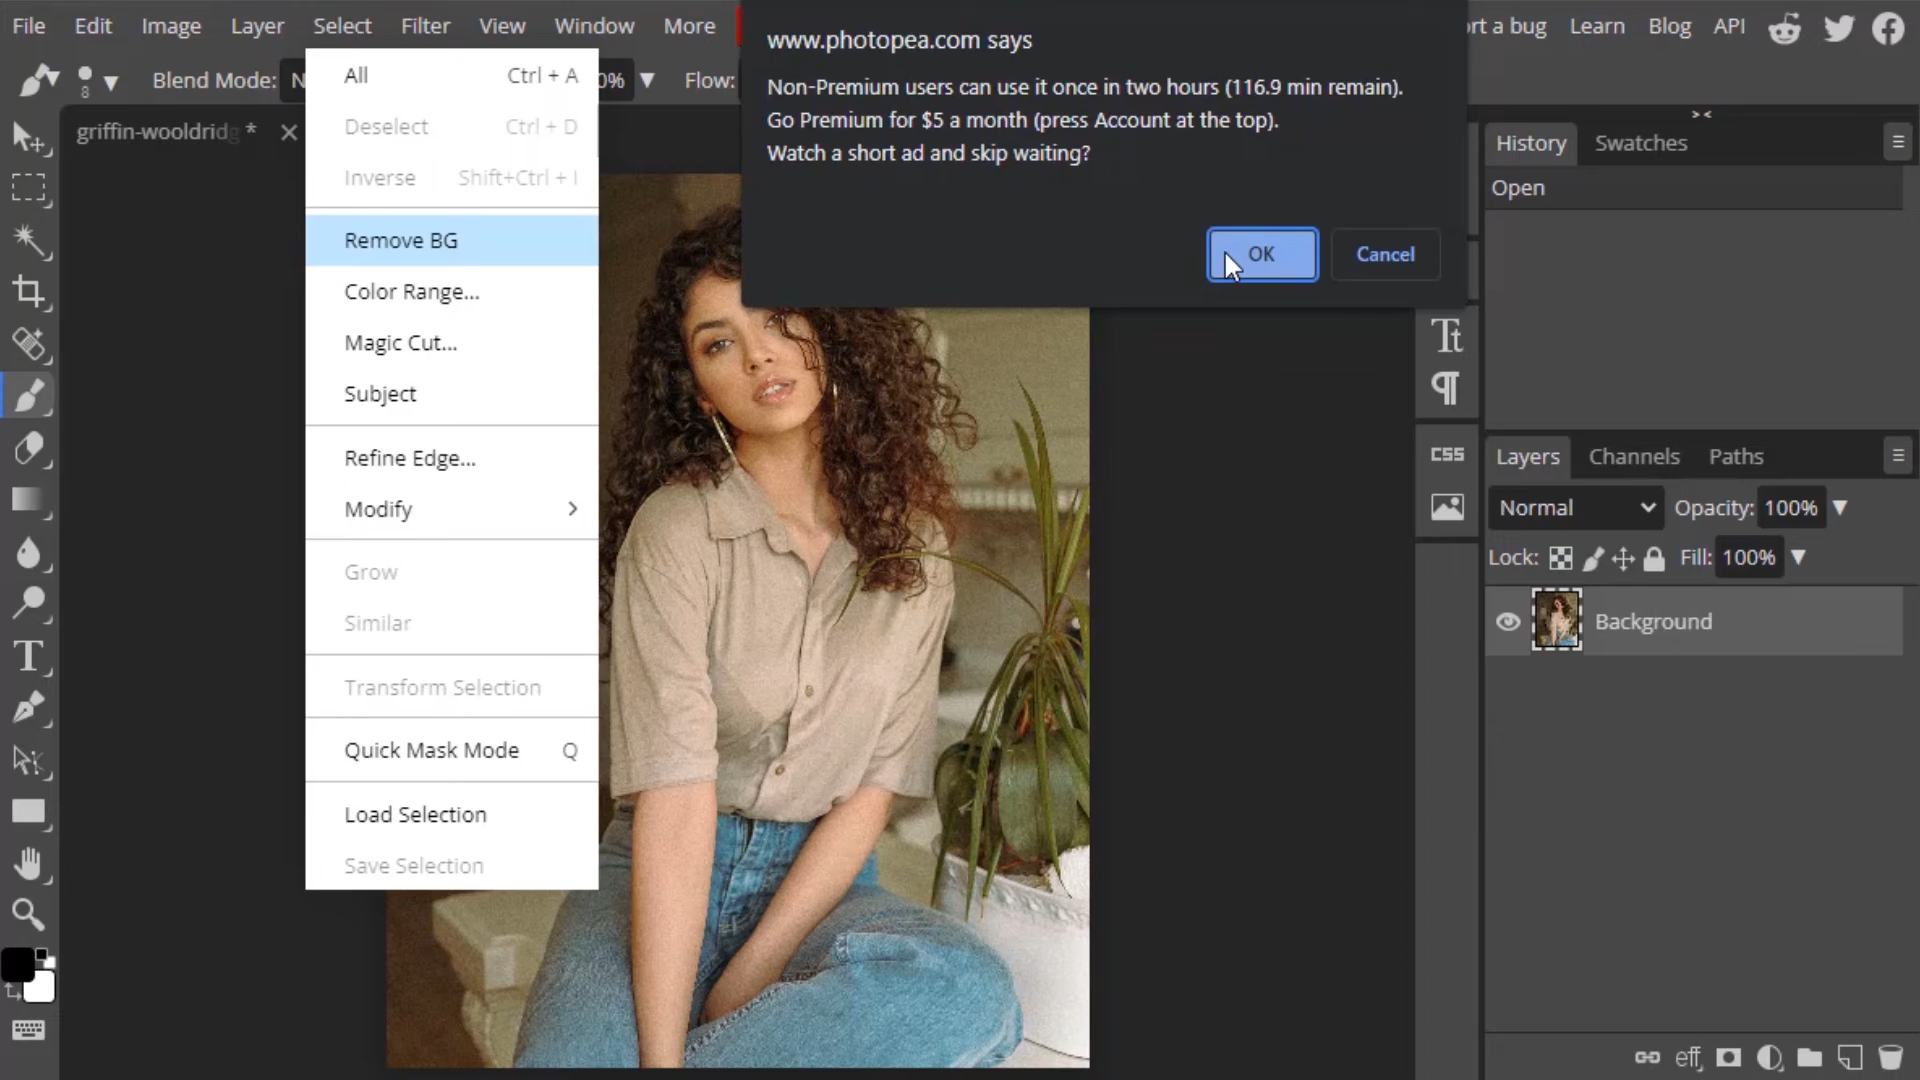 File Edit Image Layer Select Filter View Window More
rt a bug Learn Blog API
8 Blend Mode: N 0% Flow:
griffin-wooldridg *
All Ctrl + A
Deselect Ctrl + D
Inverse Shift+Ctrl + I
Remove BG
Color Range...
Magic Cut...
Subject
Refine Edge...
Modify
Grow
Similar
Transform Selection
Quick Mask Mode Q
Load Selection
Save Selection
www.photopea.com says
Non-Premium users can use it once in two hours (116.9 min remain).
Go Premium for $5 a month (press Account at the top).
Watch a short ad and skip waiting?
OK Cancel
CSS
History Swatches
Open
Layers Channels Paths
Normal Opacity: 100%
Lock: Fill: 100%
Background
eff